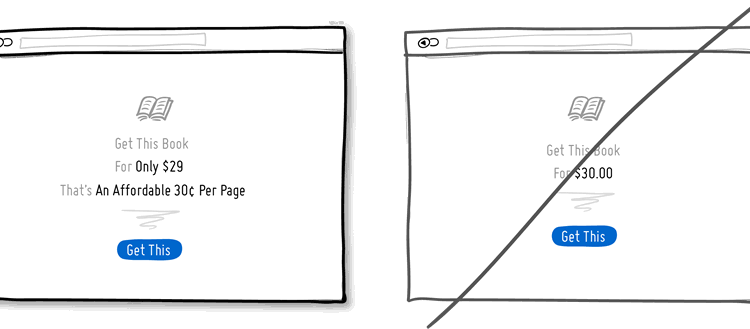 Get This Book
For Only $29
That's An Affordable 30¢ Per Page
Get This
Get This Book
For $30.00
Get This